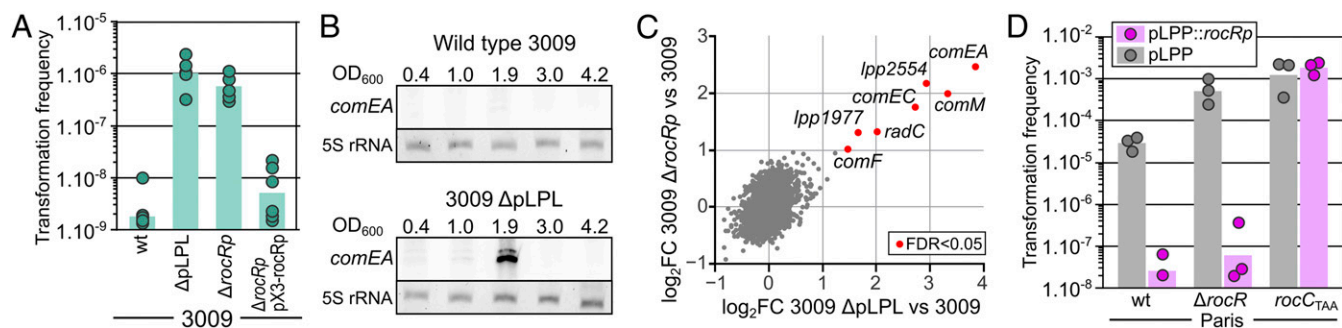 A
Transformation frequency
1.10⁻⁵
1.10⁻⁶
1.10⁻⁷
1.10⁻⁸
1.10⁻⁹
wt
ΔpLPL
ΔrocRp
ΔrocRp pX3-rocRp
3009
B
Wild type 3009
OD₆₀₀ 0.4 1.0 1.9 3.0 4.2
comEA
5S rRNA
3009 ΔpLPL
OD₆₀₀ 0.4 1.0 1.9 3.0 4.2
comEA
5S rRNA
C
log₂FC 3009 ΔrocRp vs 3009
3
2
1
0
−1
comEA
lpp2554
comEC
comM
lpp1977
radC
comF
FDR<0.05
−1 0 1 2 3 4
log₂FC 3009 ΔpLPL vs 3009
D
Transformation frequency
pLPP::rocRp
pLPP
1.10⁻²
1.10⁻³
1.10⁻⁴
1.10⁻⁵
1.10⁻⁶
1.10⁻⁷
1.10⁻⁸
wt ΔrocR rocC_TAA
Paris